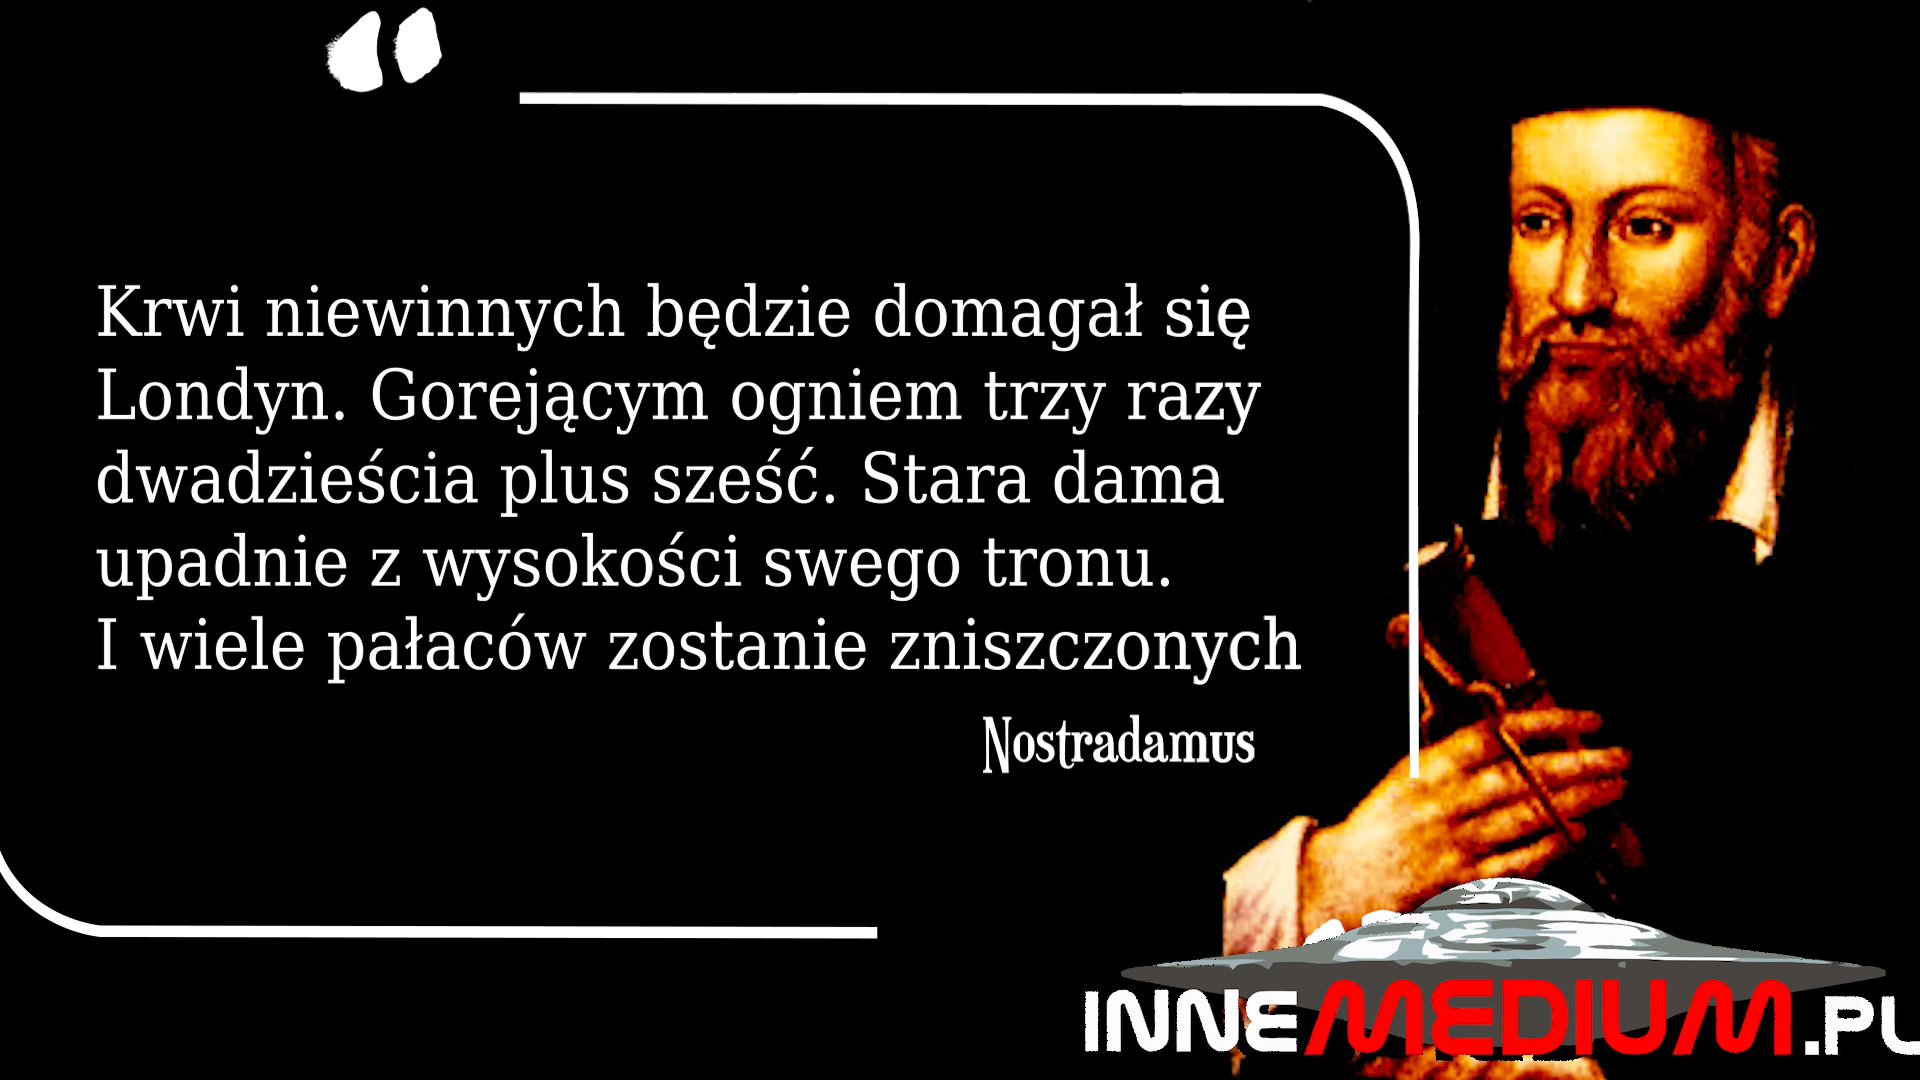 Krwi niewinnych będzie domagał się
Londyn. Gorejącym ogniem trzy razy
dwadzieścia plus sześć. Stara dama
upadnie z wysokości swego tronu.
I wiele pałaców zostanie zniszczonych
Nostradamus
INNEMEDIUM.PL